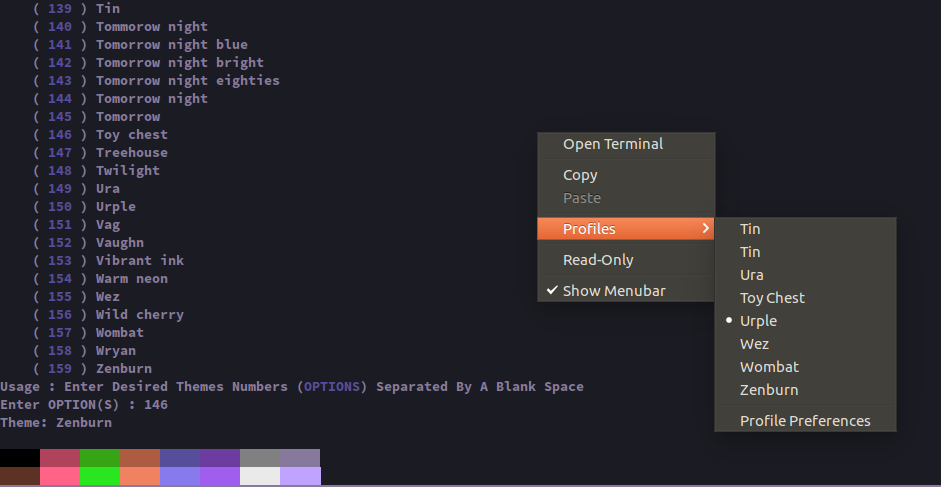 ( 139 ) Tin
( 140 ) Tommorow night
( 141 ) Tomorrow night blue
( 142 ) Tomorrow night bright
( 143 ) Tomorrow night eighties
( 144 ) Tomorrow night
( 145 ) Tomorrow
( 146 ) Toy chest
( 147 ) Treehouse
( 148 ) Twilight
( 149 ) Ura
( 150 ) Urple
( 151 ) Vag
( 152 ) Vaughn
( 153 ) Vibrant ink
( 154 ) Warm neon
( 155 ) Wez
( 156 ) Wild cherry
( 157 ) Wombat
( 158 ) Wryan
( 159 ) Zenburn
Usage : Enter Desired Themes Numbers (OPTIONS) Separated By A Blank Space
Enter OPTION(S) : 146
Theme: Zenburn
Open Terminal
Copy
Paste
Profiles
Read-Only
Show Menubar
Tin
Tin
Ura
Toy Chest
Urple
Wez
Wombat
Zenburn
Profile Preferences